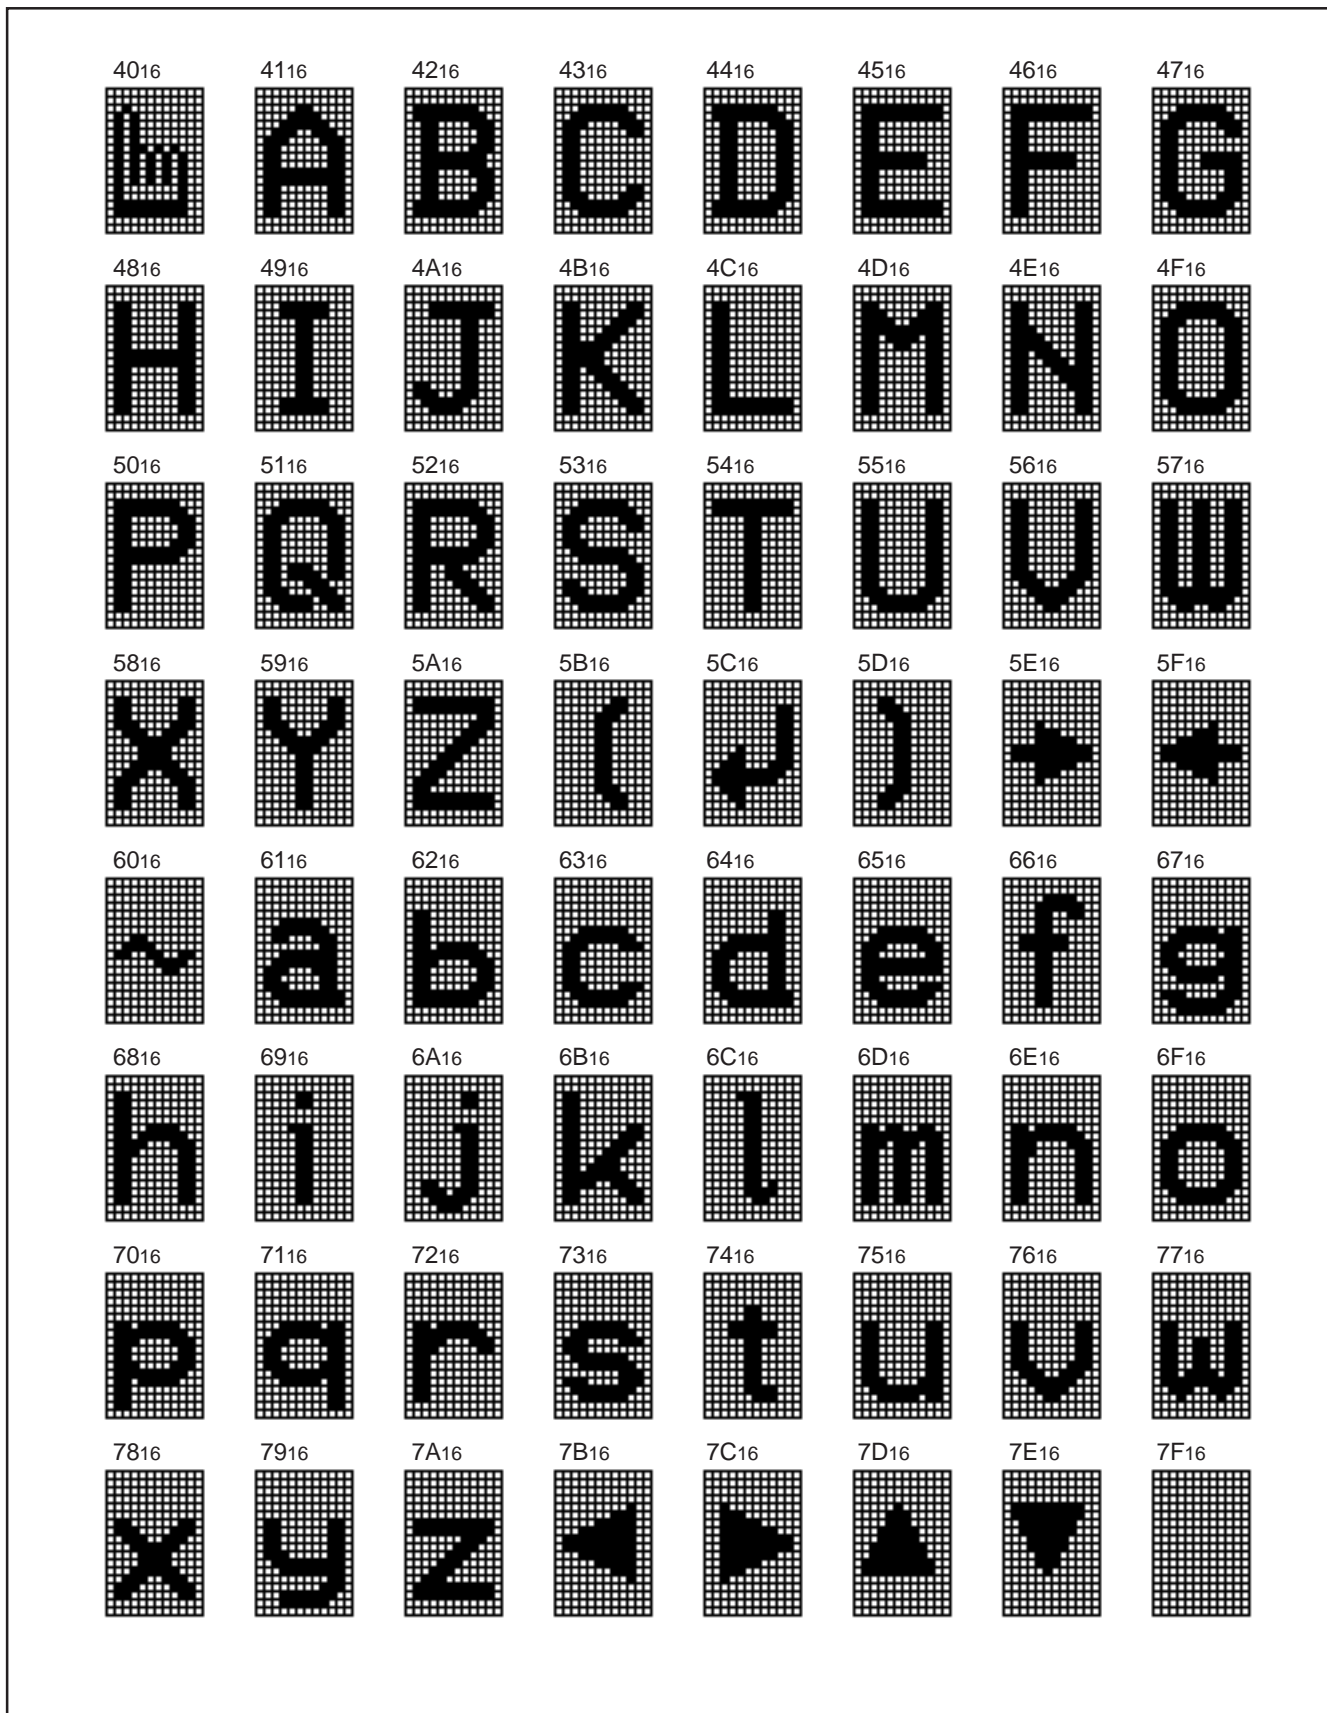 4016 4116 4216 4316 4416 4516 4616 4716
A B C D E F G
4816 4916 4A16 4B16 4C16 4D16 4E16 4F16
H I J K L M N O
5016 5116 5216 5316 5416 5516 5616 5716
P Q R S T U V W
5816 5916 5A16 5B16 5C16 5D16 5E16 5F16
X Y Z ( )
6016 6116 6216 6316 6416 6516 6616 6716
~ a b c d e f g
6816 6916 6A16 6B16 6C16 6D16 6E16 6F16
h i j k l m n o
7016 7116 7216 7316 7416 7516 7616 7716
p q r s t u v w
7816 7916 7A16 7B16 7C16 7D16 7E16 7F16
x y z